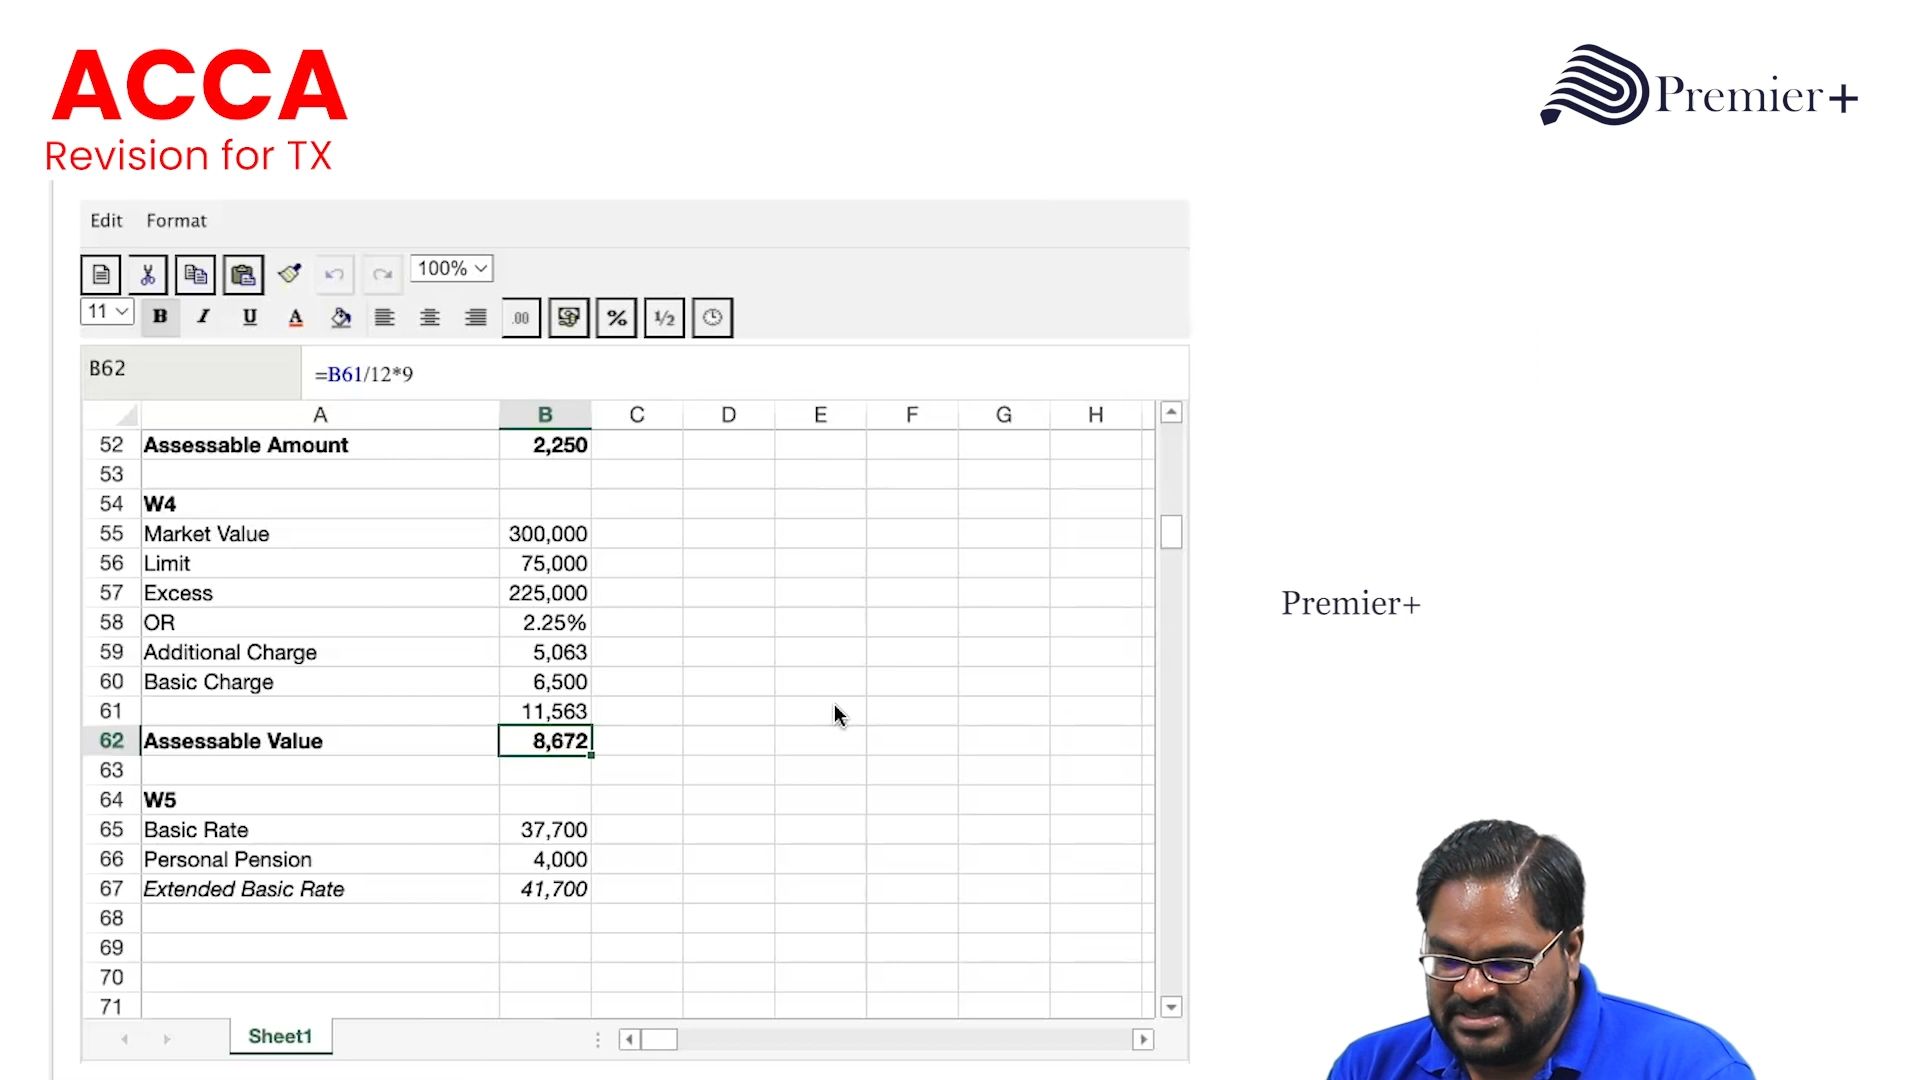 ACCA
Revision for TX
Premier+
Edit Format
100%
11 B I U A .00 % 1/2
B62 =B61/12*9
A B C D E F G H
52 Assessable Amount 2,250
53
54 W4
55 Market Value 300,000
56 Limit 75,000
57 Excess 225,000
58 OR 2.25%
59 Additional Charge 5,063
60 Basic Charge 6,500
61 11,563
62 Assessable Value 8,672
63
64 W5
65 Basic Rate 37,700
66 Personal Pension 4,000
67 Extended Basic Rate 41,700
68
69
70
71
Sheet1
Premier+